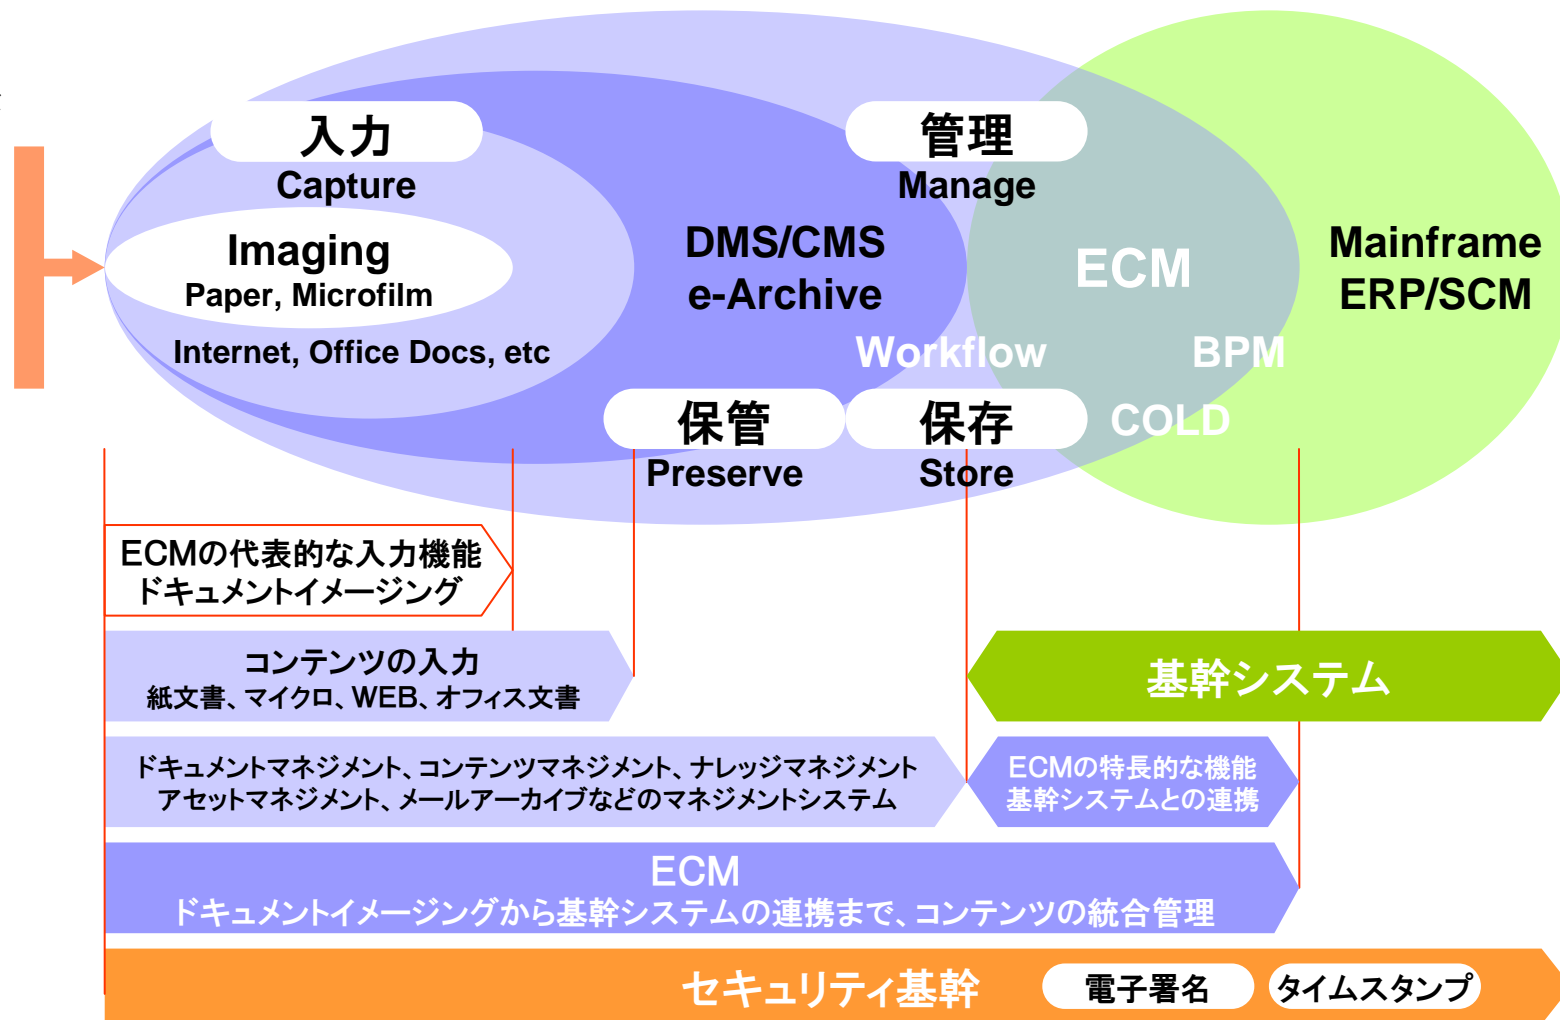 入力
Capture
Imaging
Paper, Microfilm
Internet, Office Docs, etc
管理
Manage
DMS/CMS
e-Archive
ECM
Mainframe
ERP/SCM
Workflow
BPM
保管
Preserve
保存
Store
COLD
ECMの代表的な入力機能
ドキュメントイメージング
コンテンツの入力
紙文書、マイクロ、WEB、オフィス文書
基幹システム
ドキュメントマネジメント、コンテンツマネジメント、ナレッジマネジメント
アセットマネジメント、メールアーカイブなどのマネジメントシステム
ECMの特長的な機能
基幹システムとの連携
ECM
ドキュメントイメージングから基幹システムの連携まで、コンテンツの統合管理
セキュリティ基幹
電子署名
タイムスタンプ